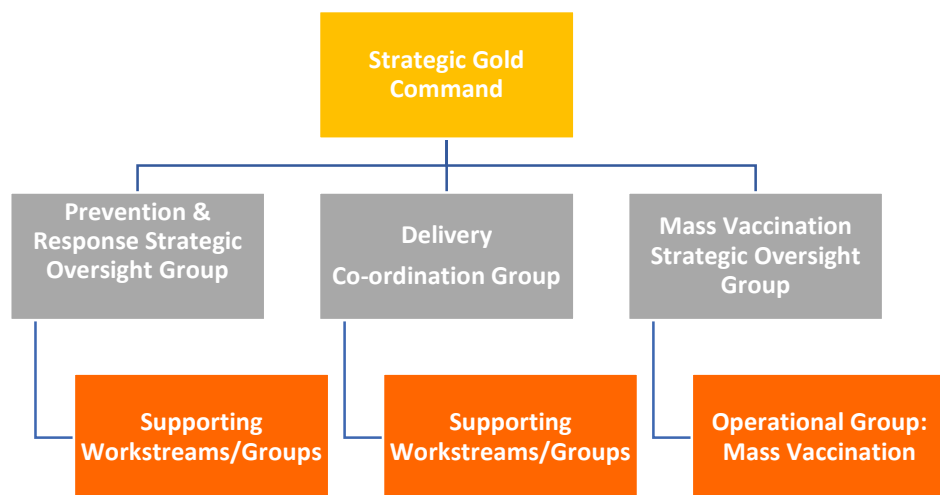 Strategic Gold
Command
Prevention &
Response Strategic
Oversight Group
Delivery
Co-ordination Group
Mass Vaccination
Strategic Oversight
Group
Supporting
Workstreams/Groups
Supporting
Workstreams/Groups
Operational Group:
Mass Vaccination